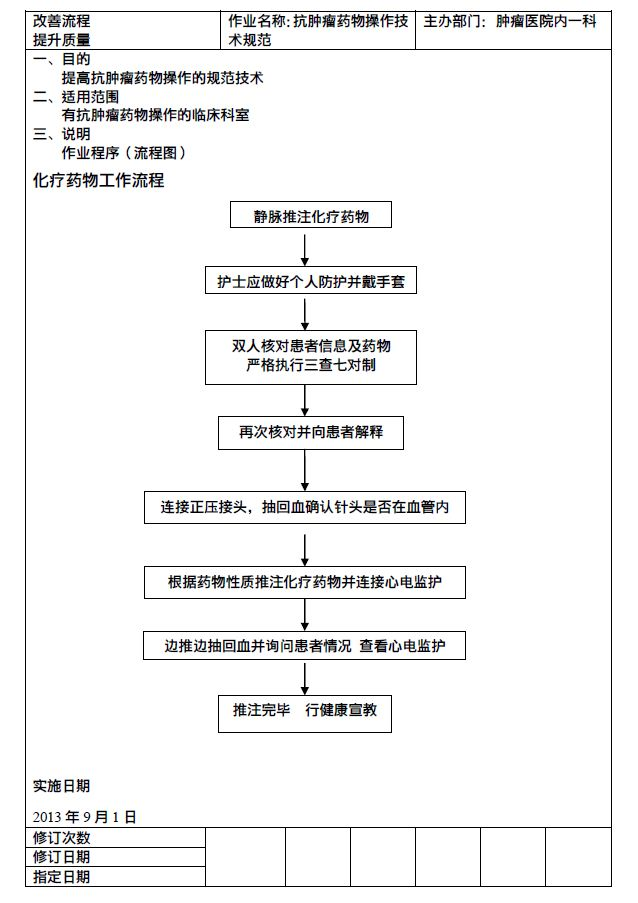 改善流程
提升质量
作业名称:抗肿瘤药物操作技
术规范
主办部门：肿瘤医院内一科
一、目的
提高抗肿瘤药物操作的规范技术
二、适用范围
有抗肿瘤药物操作的临床科室
三、说明
作业程序（流程图）
化疗药物工作流程
静脉推注化疗药物
护士应做好个人防护并戴手套
双人核对患者信息及药物
严格执行三查七对制
再次核对并向患者解释
连接正压接头，抽回血确认针头是否在血管内
根据药物性质推注化疗药物并连接心电监护
边推边抽回血并询问患者情况 查看心电监护
推注完毕 行健康宣教
实施日期
2013 年 9 月 1 日
修订次数
修订日期
指定日期